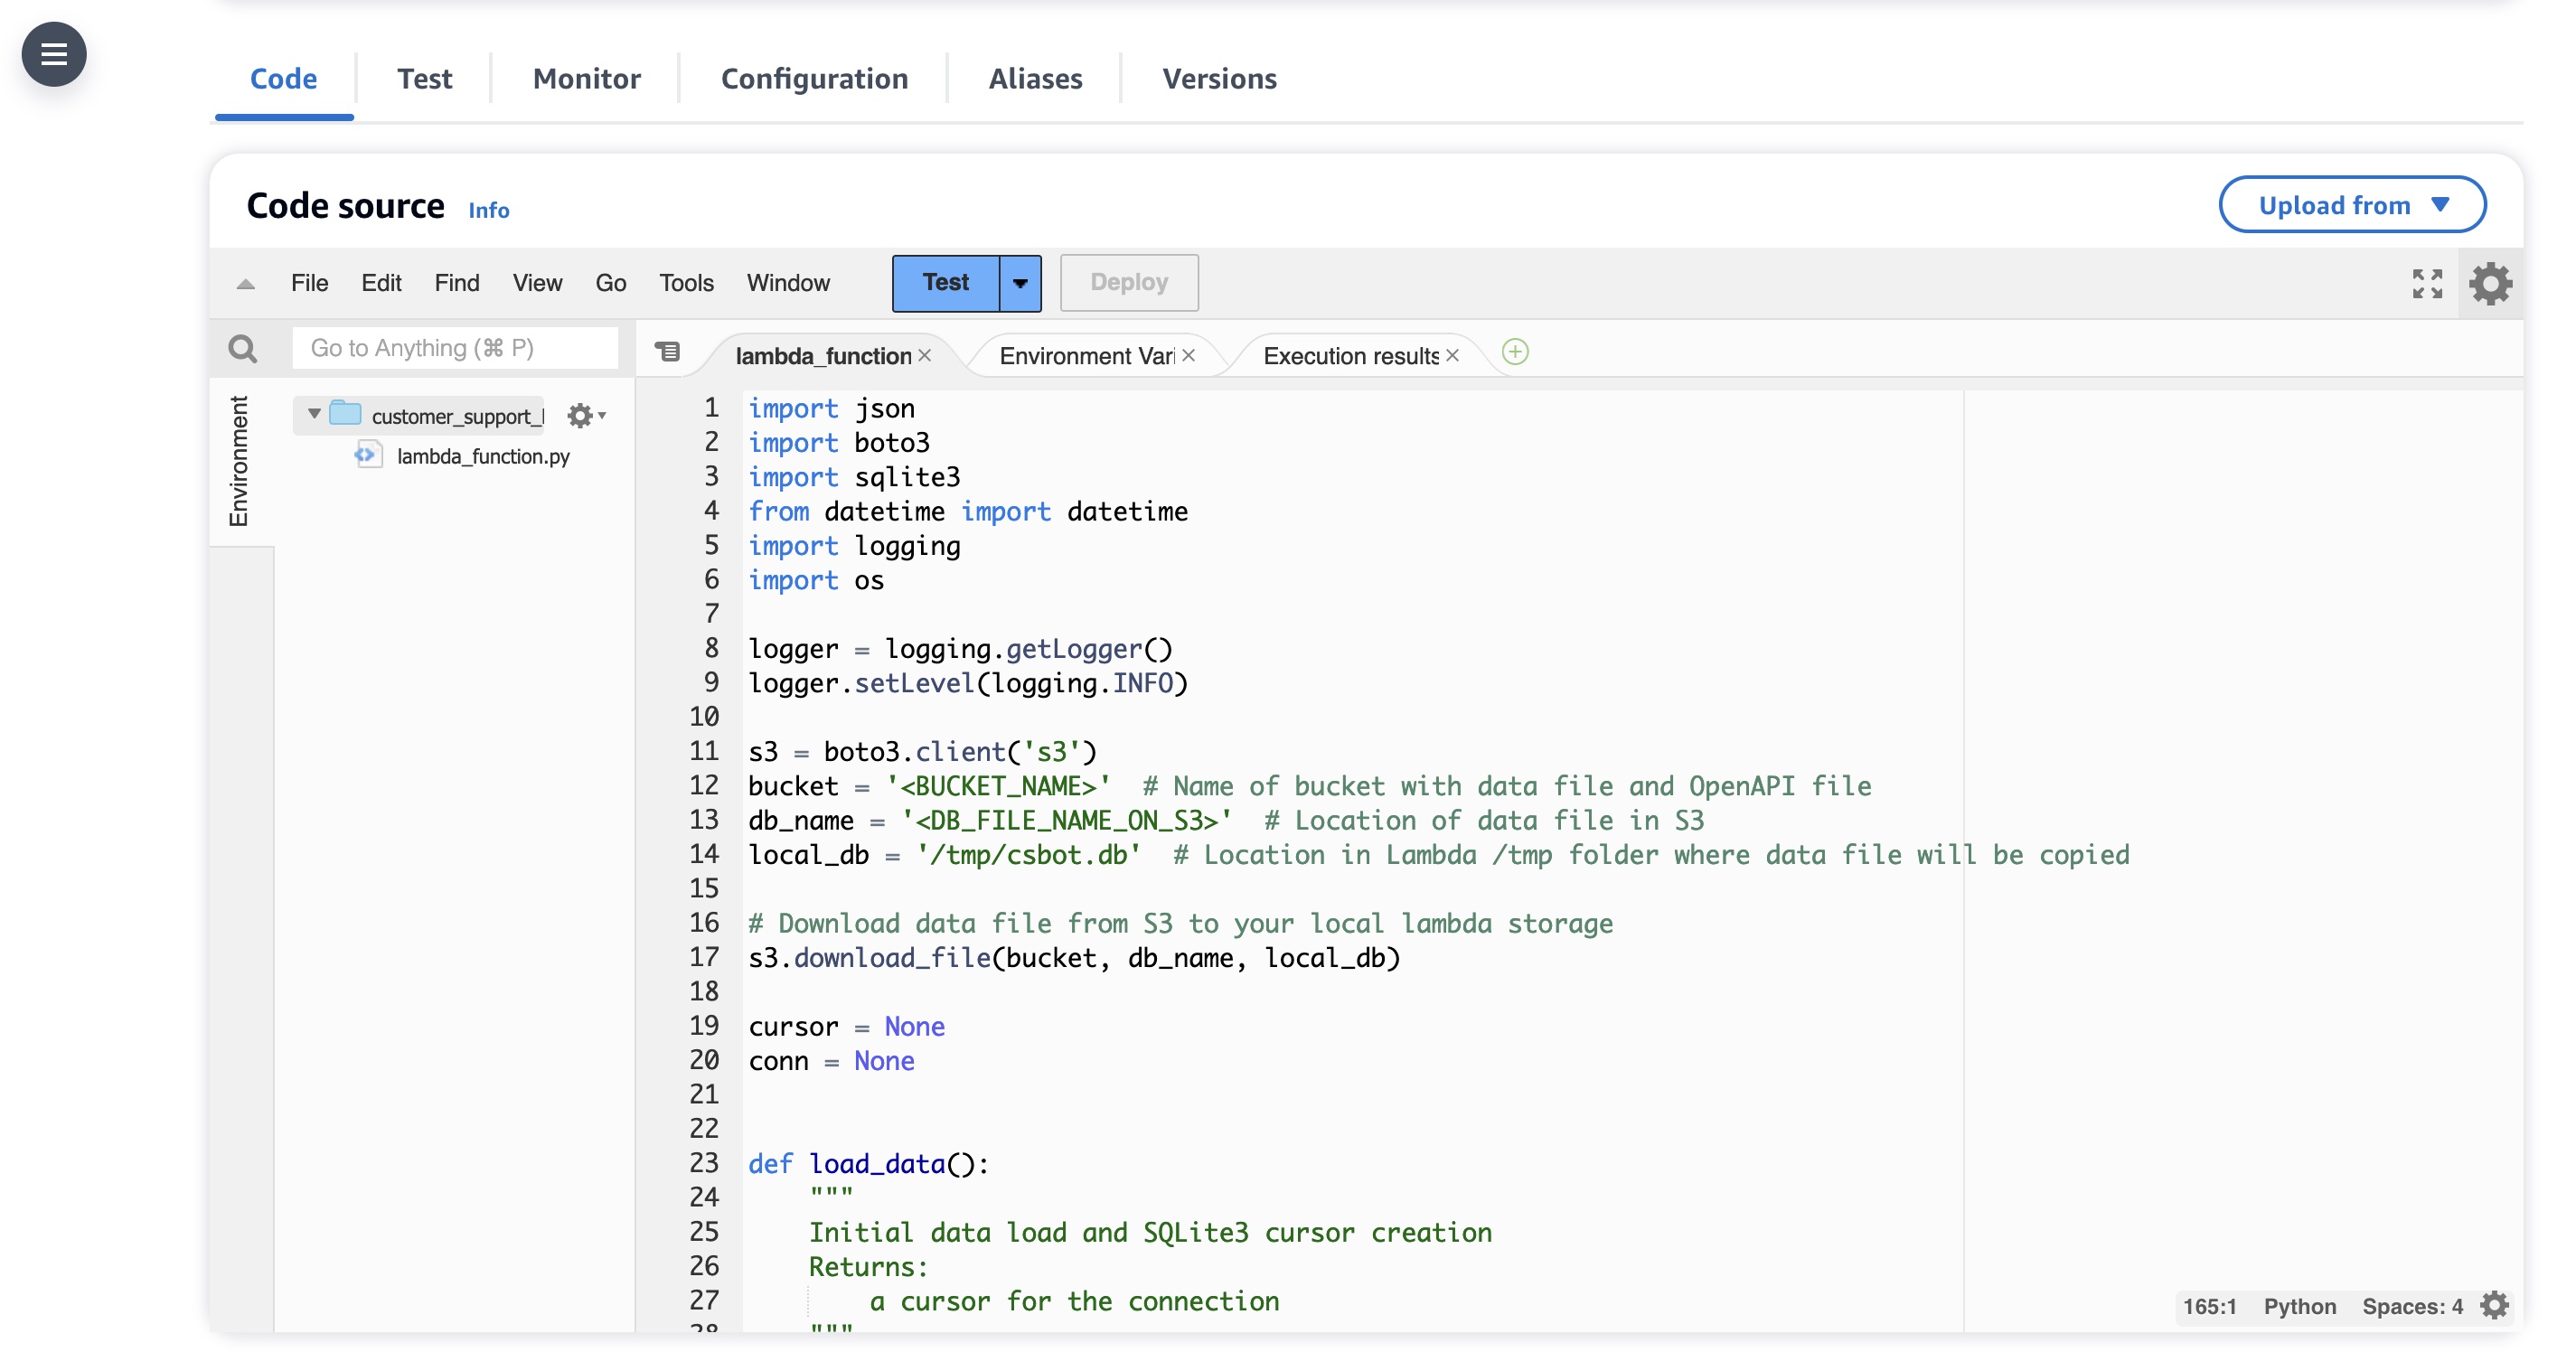 Code Test Monitor Configuration Aliases Versions
Code source Info Upload from
File Edit Find View Go Tools Window Test Deploy
Go to Anything (⌘ P)
lambda_function Environment Vari Execution results
Environment
customer_support_
lambda_function.py
1 import json
2 import boto3
3 import sqlite3
4 from datetime import datetime
5 import logging
6 import os
7
8 logger = logging.getLogger()
9 logger.setLevel(logging.INFO)
10
11 s3 = boto3.client('s3')
12 bucket = '<BUCKET_NAME>'  # Name of bucket with data file and OpenAPI file
13 db_name = '<DB_FILE_NAME_ON_S3>'  # Location of data file in S3
14 local_db = '/tmp/csbot.db'  # Location in Lambda /tmp folder where data file will be copied
15
16 # Download data file from S3 to your local lambda storage
17 s3.download_file(bucket, db_name, local_db)
18
19 cursor = None
20 conn = None
21
22
23 def load_data():
24     """
25     Initial data load and SQLite3 cursor creation
26     Returns:
27         a cursor for the connection
28     """
165:1 Python Spaces: 4